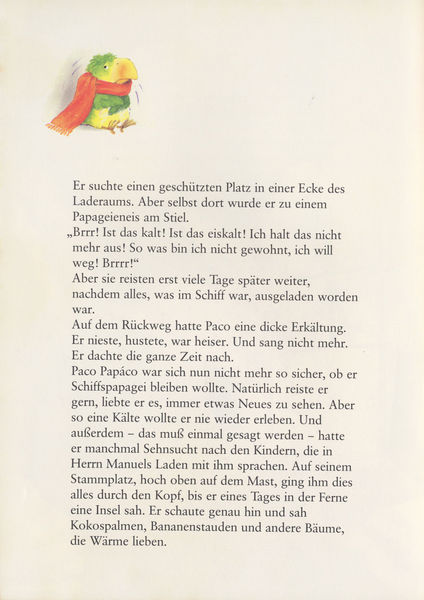 Er suchte einen geschützten Platz in einer Ecke des
Laderaums. Aber selbst dort wurde er zu einem
Papageieneis am Stiel.
„Brrr! Ist das kalt! Ist das eiskalt! Ich halt das nicht
mehr aus! So was bin ich nicht gewohnt, ich will
weg! Brrrr!“
Aber sie reisten erst viele Tage später weiter,
nachdem alles, was im Schiff war, ausgeladen worden
war.
Auf dem Rückweg hatte Paco eine dicke Erkältung.
Er nieste, hustete, war heiser. Und sang nicht mehr.
Er dachte die ganze Zeit nach.
Paco Papáco war sich nun nicht mehr so sicher, ob er
Schiffspapagei bleiben wollte. Natürlich reiste er
gern, liebte er es, immer etwas Neues zu sehen. Aber
so eine Kälte wollte er nie wieder erleben. Und
außerdem – das muß einmal gesagt werden – hatte
er manchmal Sehnsucht nach den Kindern, die in
Herrn Manuels Laden mit ihm sprachen. Auf seinem
Stammplatz, hoch oben auf dem Mast, ging ihm dies
alles durch den Kopf, bis er eines Tages in der Ferne
eine Insel sah. Er schaute genau hin und sah
Kokospalmen, Bananenstauden und andere Bäume,
die Wärme lieben.